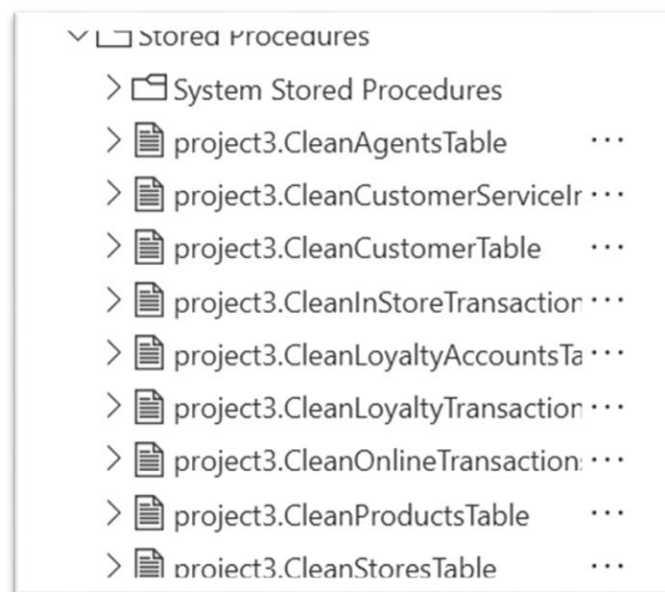 Stored Procedures
System Stored Procedures
project3.CleanAgentsTable ...
project3.CleanCustomerServiceIr ...
project3.CleanCustomerTable ...
project3.CleanInStoreTransaction ...
project3.CleanLoyaltyAccountsTa ...
project3.CleanLoyaltyTransaction ...
project3.CleanOnlineTransaction ...
project3.CleanProductsTable ...
project3.CleanStoresTable ...